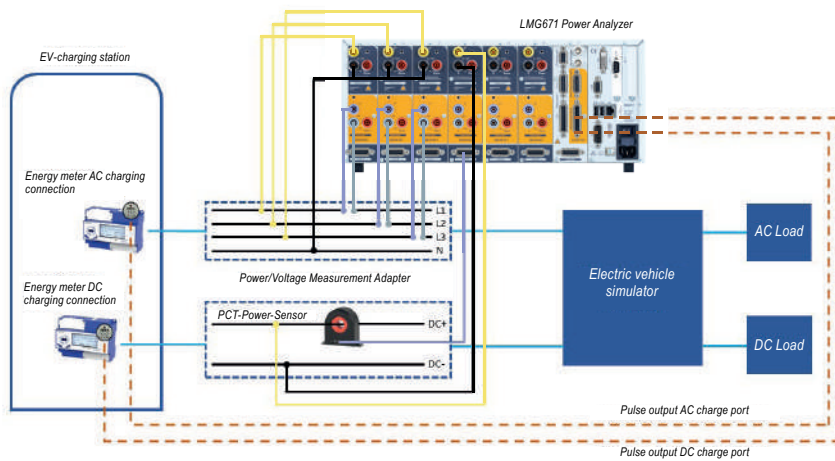 LMG671 Power Analyzer
EV-charging station
Energy meter AC charging
connection
L1
L2
L3
N
Power/Voltage Measurement Adapter
Energy meter DC
charging connection
PCT-Power-Sensor
DC+
DC-
Electric vehicle
simulator
AC Load
DC Load
Pulse output AC charge port
Pulse output DC charge port